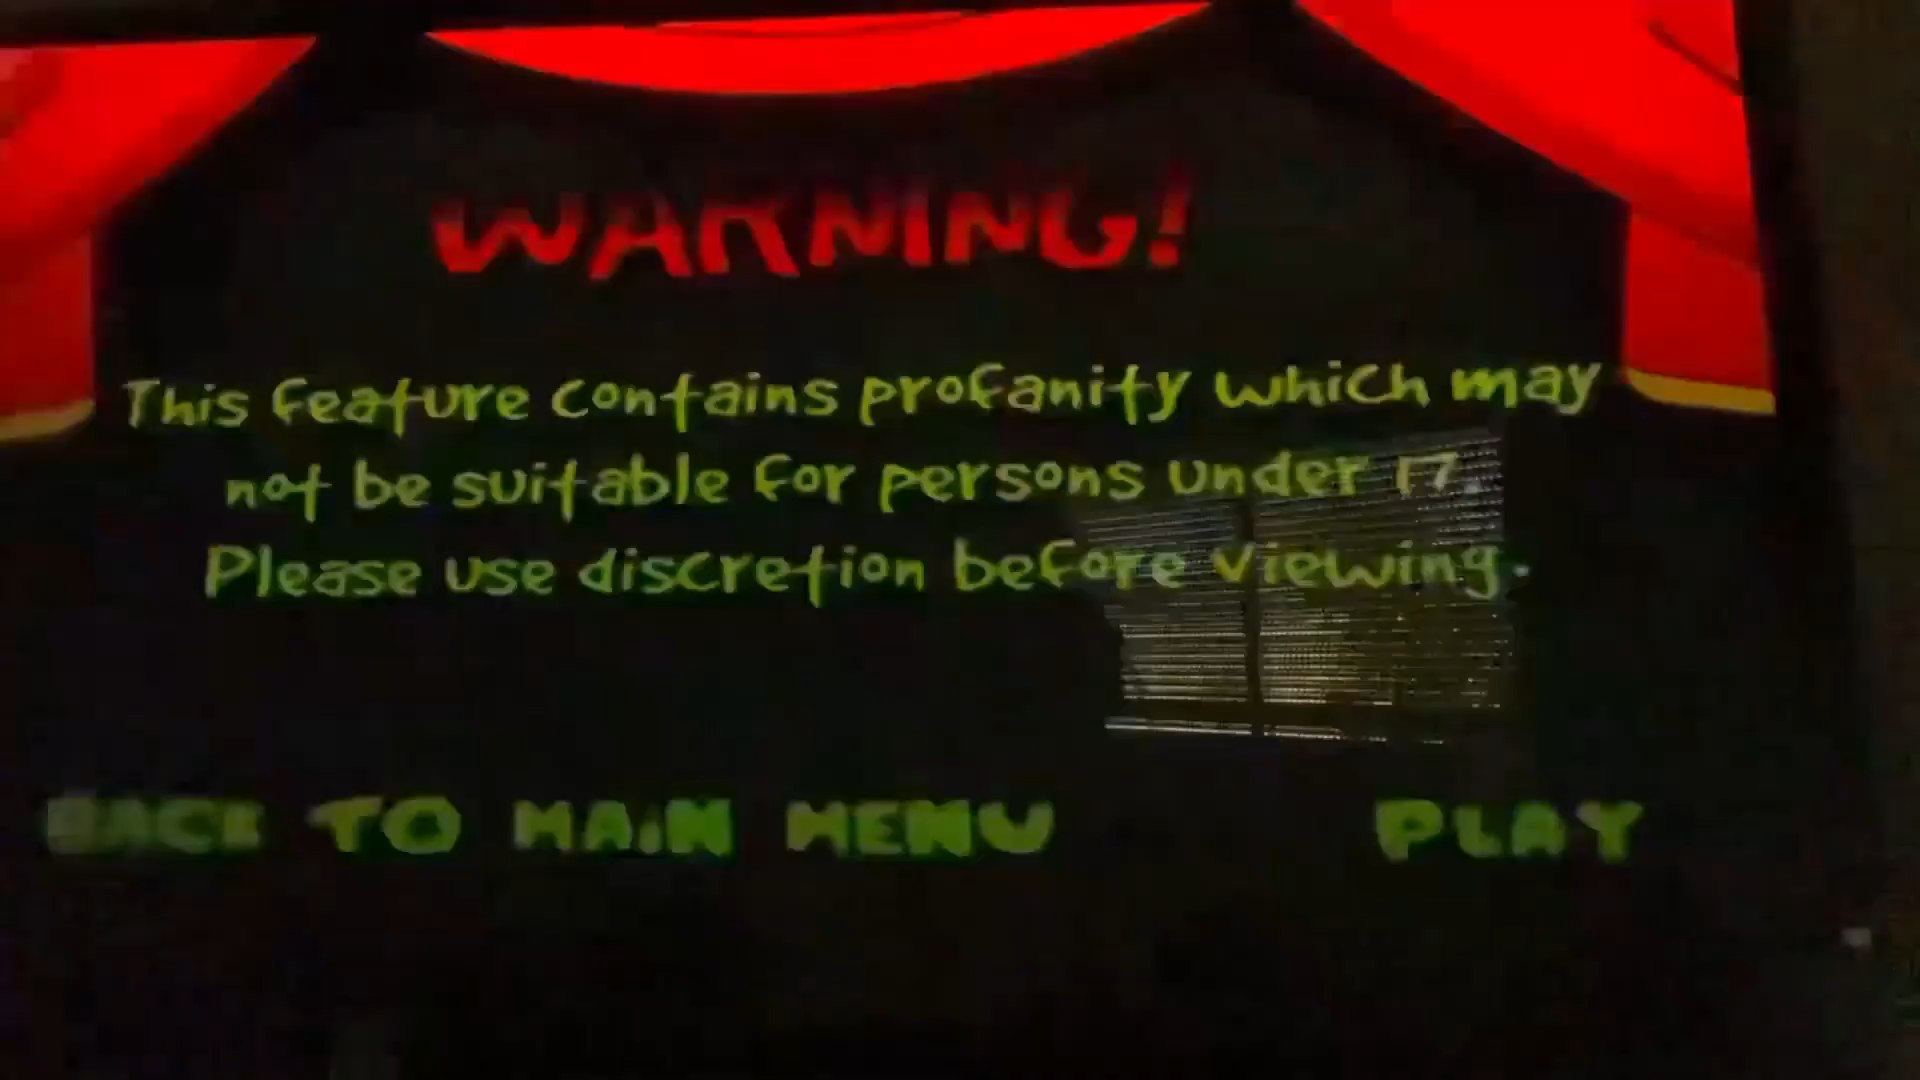 WARNING!
This feature contains profanity which may
not be suitable for persons under 17.
Please use discretion before viewing.
BACK TO MAIN MENU
PLAY